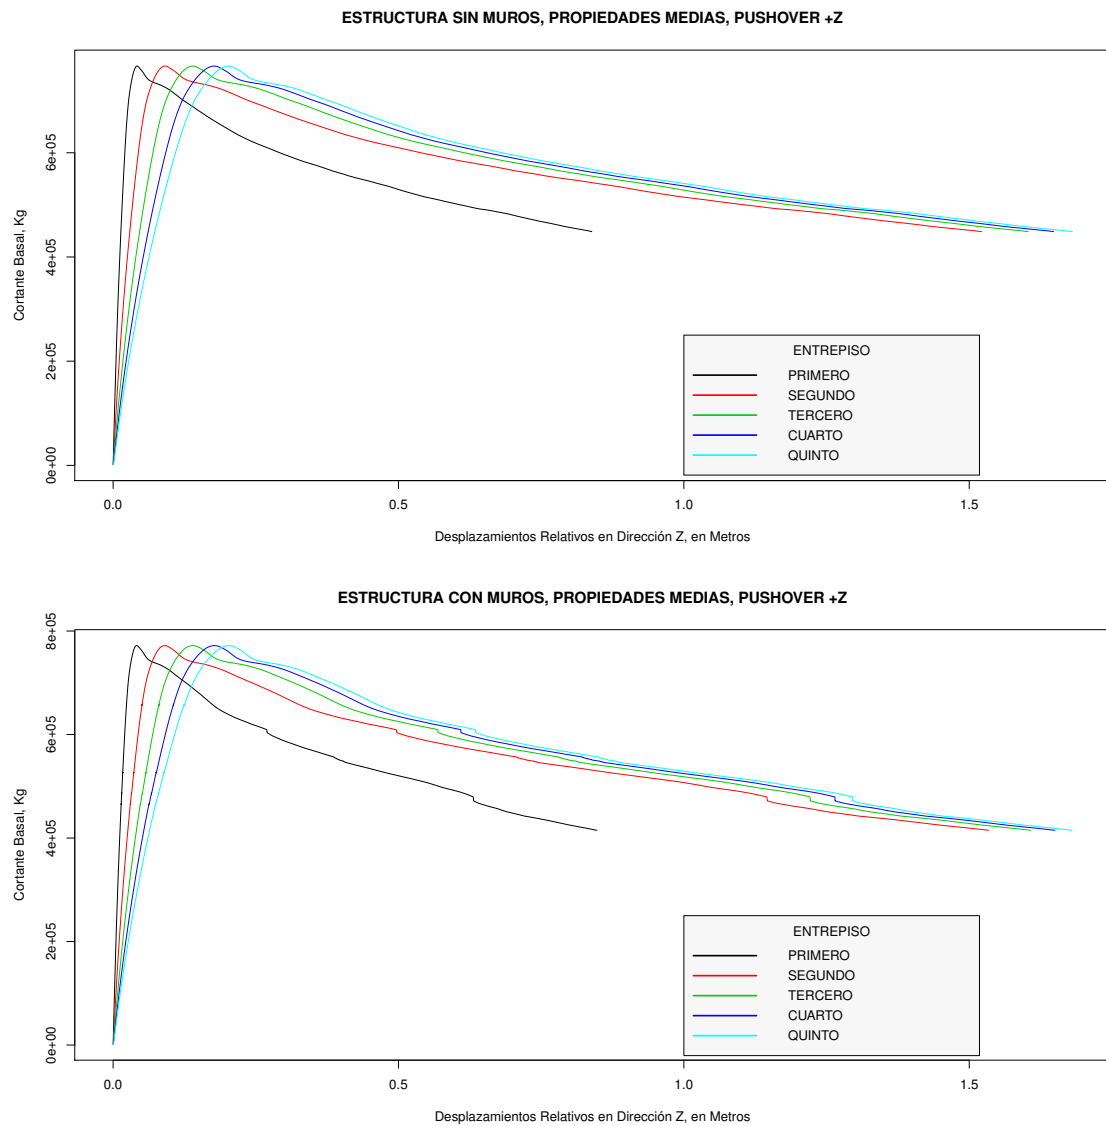 ESTRUCTURA SIN MUROS, PROPIEDADES MEDIAS, PUSHOVER +Z
Cortante Basal, Kg
6e+05
4e+05
2e+05
0e+00
ENTREPISO
PRIMERO
SEGUNDO
TERCERO
CUARTO
QUINTO
0.0 0.5 1.0 1.5
Desplazamientos Relativos en Dirección Z, en Metros
ESTRUCTURA CON MUROS, PROPIEDADES MEDIAS, PUSHOVER +Z
Cortante Basal, Kg
8e+05
6e+05
4e+05
2e+05
0e+00
ENTREPISO
PRIMERO
SEGUNDO
TERCERO
CUARTO
QUINTO
0.0 0.5 1.0 1.5
Desplazamientos Relativos en Dirección Z, en Metros